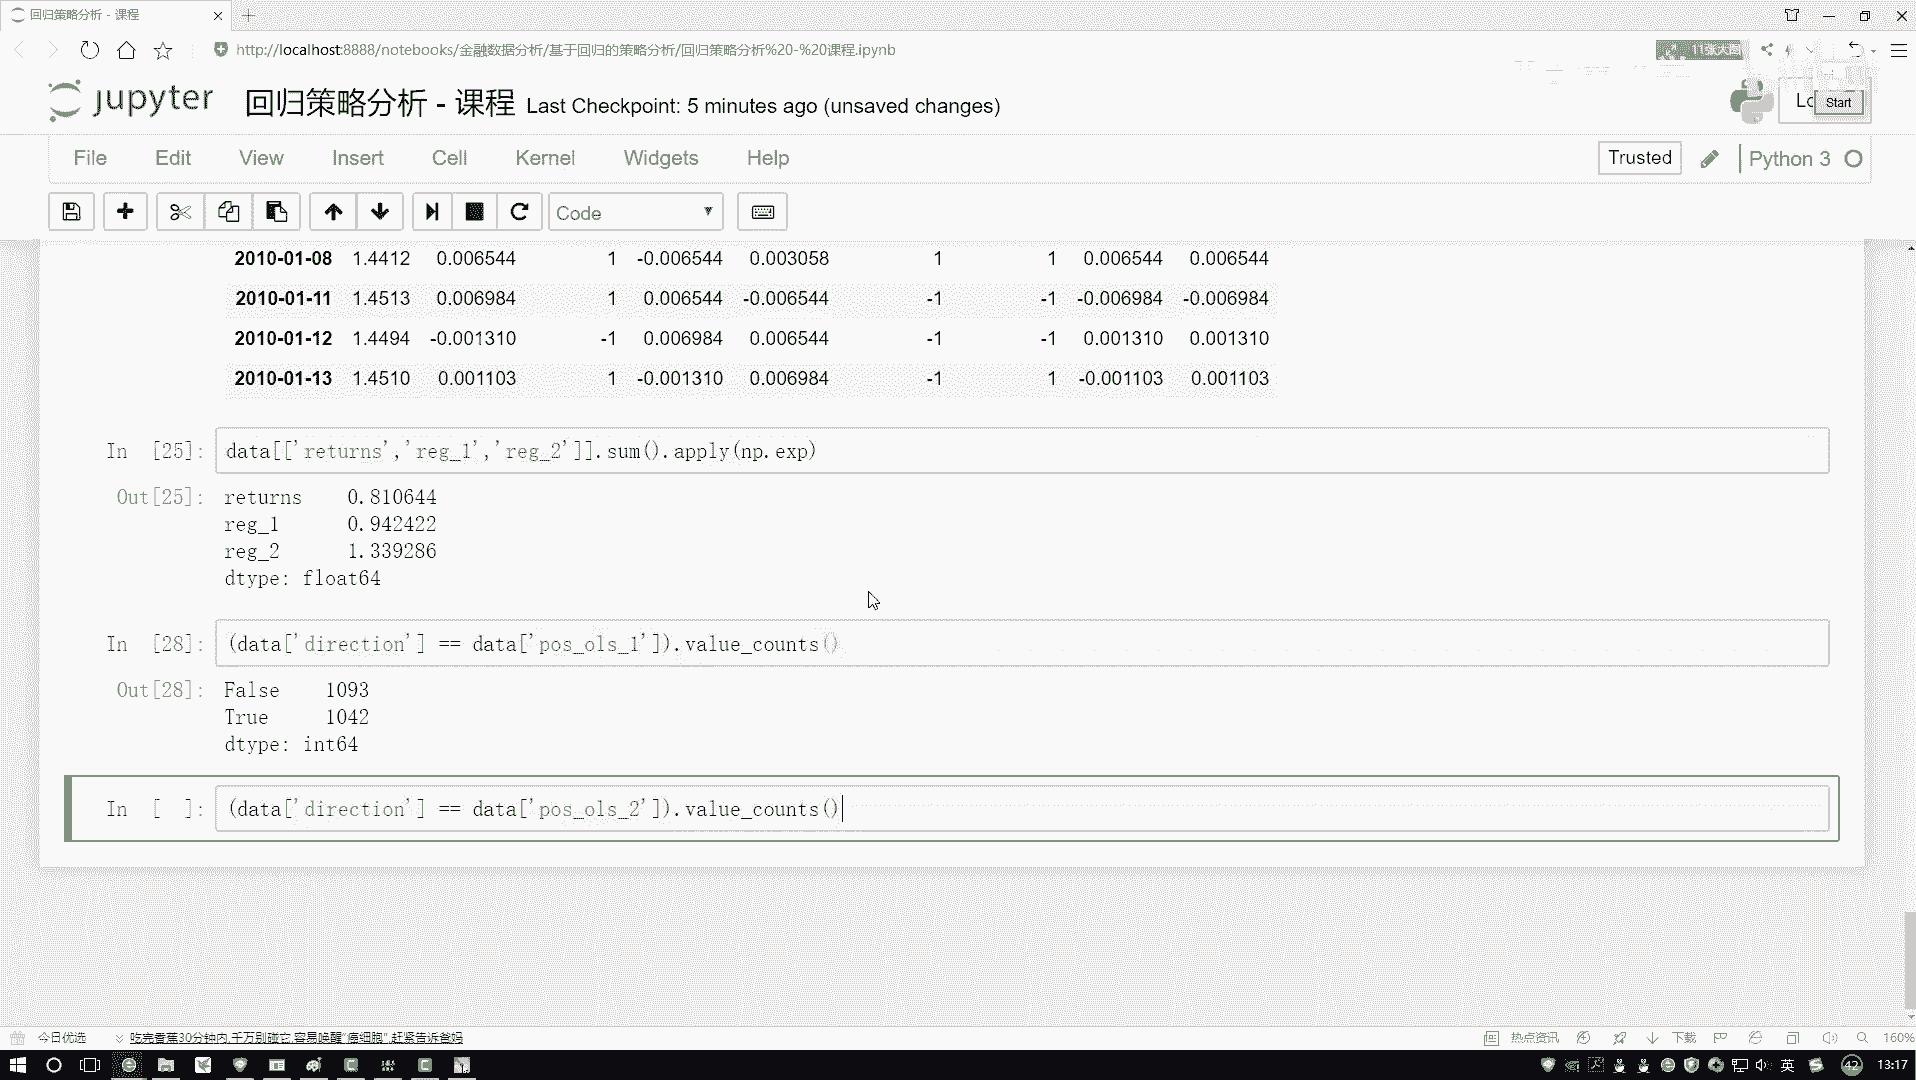 回归策略分析 - 课程
http://localhost:8888/notebooks/金融数据分析/基于回归的策略分析/回归策略分析%20-%20课程.ipynb
11张大图
jupyter 回归策略分析 - 课程 Last Checkpoint: 5 minutes ago (unsaved changes)
Start
File Edit View Insert Cell Kernel Widgets Help
Trusted Python 3
Code
2010-01-08 1.4412 0.006544 1 -0.006544 0.003058 1 1 0.006544 0.006544
2010-01-11 1.4513 0.006984 1 0.006544 -0.006544 -1 -1 -0.006984 -0.006984
2010-01-12 1.4494 -0.001310 -1 0.006984 0.006544 -1 -1 0.001310 0.001310
2010-01-13 1.4510 0.001103 1 -0.001310 0.006984 -1 1 -0.001103 0.001103
In [25]: data[['returns','reg_1','reg_2']].sum().apply(np.exp)
Out[25]: returns 0.810644
reg_1 0.942422
reg_2 1.339286
dtype: float64
In [28]: (data['direction'] == data['pos_ols_1']).value_counts()
Out[28]: False 1093
True 1042
dtype: int64
In [ ]: (data['direction'] == data['pos_ols_2']).value_counts()
今日优选 吃完香蕉30分钟内,千万别碰它,容易唤醒"癌细胞",赶紧告诉爸妈
热点资讯 下载 160%
英 42 13:17